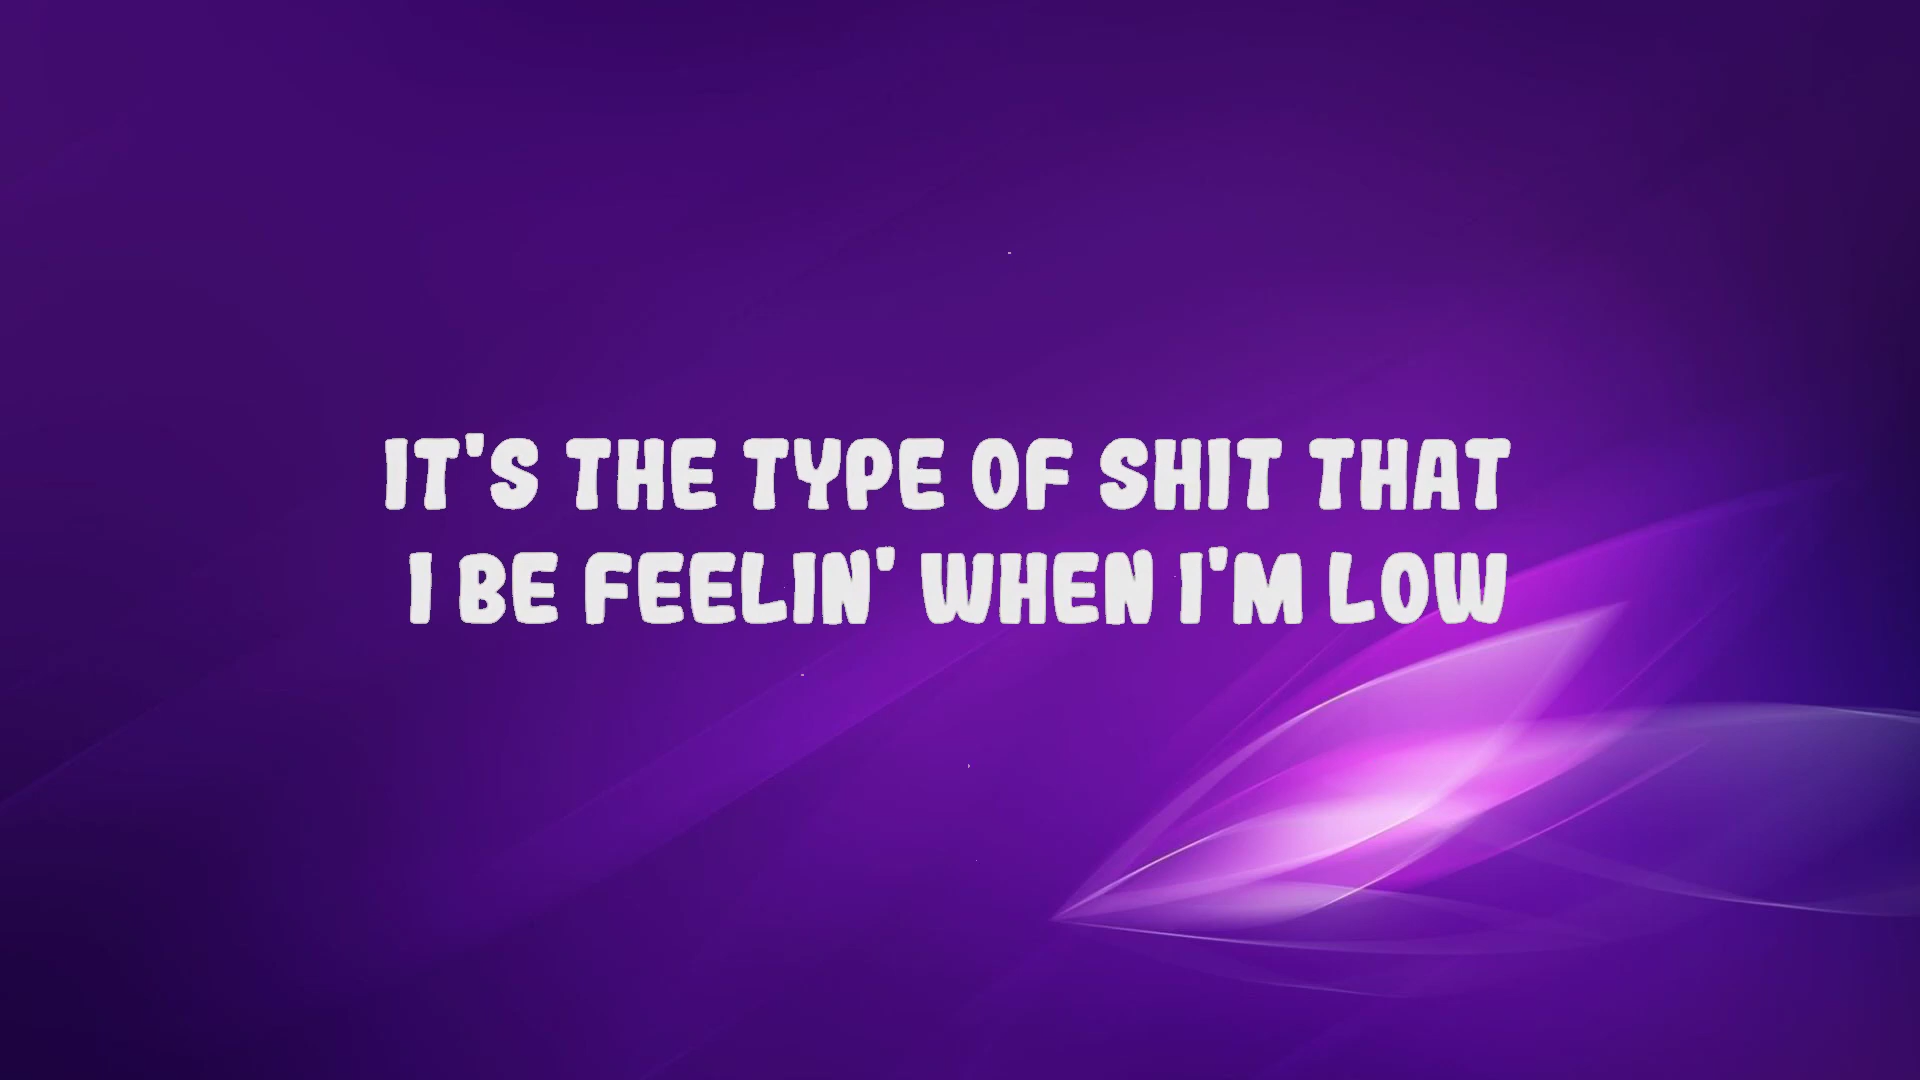 IT'S THE TYPE OF SHIT THAT
I BE FEELIN' WHEN I'M LOW